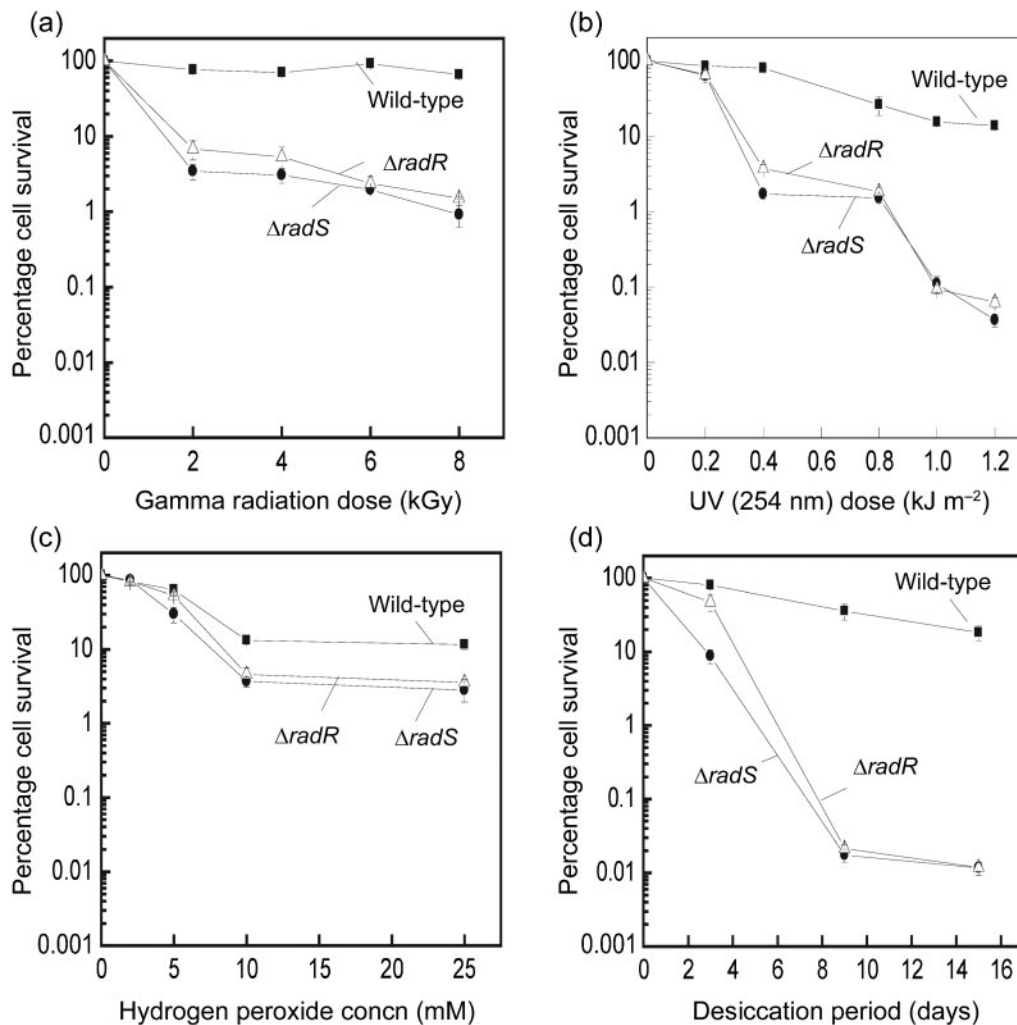 (a)
100
10
1
0.1
0.01
0.001
Percentage cell survival
Wild-type
ΔradR
ΔradS
0 2 4 6 8
Gamma radiation dose (kGy)
(b)
100
10
1
0.1
0.01
0.001
Percentage cell survival
Wild-type
ΔradR
ΔradS
0 0.2 0.4 0.6 0.8 1.0 1.2
UV (254 nm) dose (kJ m⁻²)
(c)
100
10
1
0.1
0.01
0.001
Percentage cell survival
Wild-type
ΔradR ΔradS
0 5 10 15 20 25
Hydrogen peroxide concn (mM)
(d)
100
10
1
0.1
0.01
0.001
Percentage cell survival
Wild-type
ΔradS
ΔradR
0 2 4 6 8 10 12 14 16
Desiccation period (days)